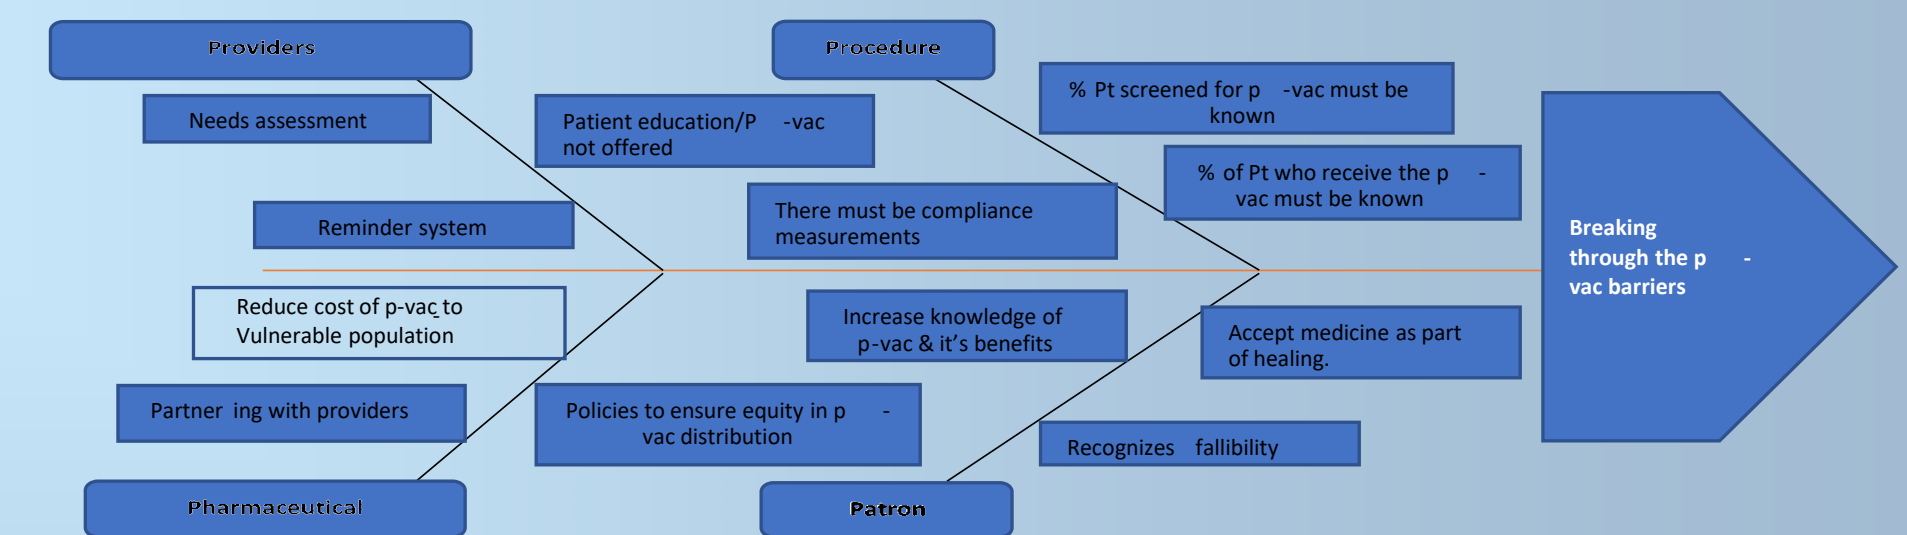 Providers
Procedure
Needs assessment
Patient education/P -vac
not offered
% Pt screened for p -vac must be
known
% of Pt who receive the p -
vac must be known
Reminder system
There must be compliance
measurements
Breaking
through the p -
vac barriers
Reduce cost of p-vac to
Vulnerable population
Increase knowledge of
p-vac & it's benefits
Accept medicine as part
of healing.
Partner ing with providers
Policies to ensure equity in p -
vac distribution
Recognizes fallibility
Pharmaceutical
Patron